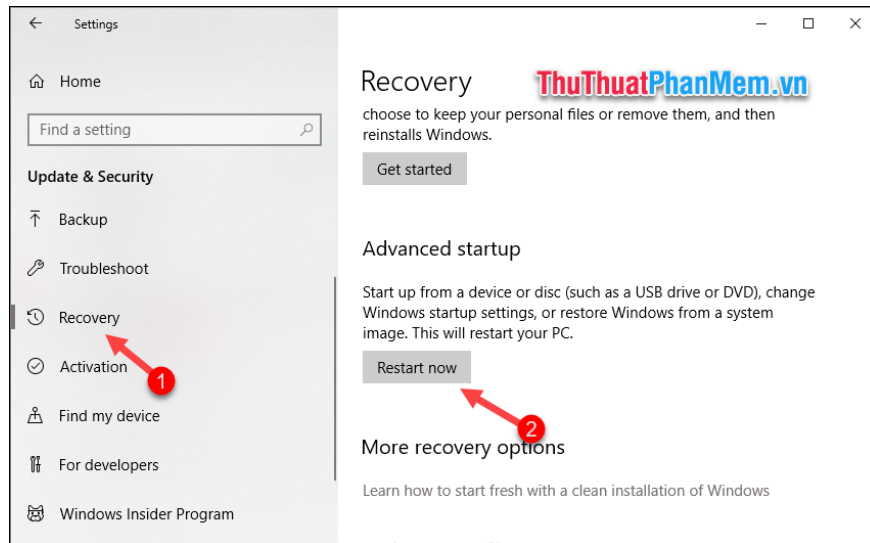 Settings
Home
Find a setting
Update & Security
Backup
Troubleshoot
Recovery
1
Activation
Find my device
For developers
Windows Insider Program
Recovery
ThuThuatPhanMem.vn
choose to keep your personal files or remove them, and then
reinstalls Windows.
Get started
Advanced startup
Start up from a device or disc (such as a USB drive or DVD), change
Windows startup settings, or restore Windows from a system
image. This will restart your PC.
Restart now
2
More recovery options
Learn how to start fresh with a clean installation of Windows